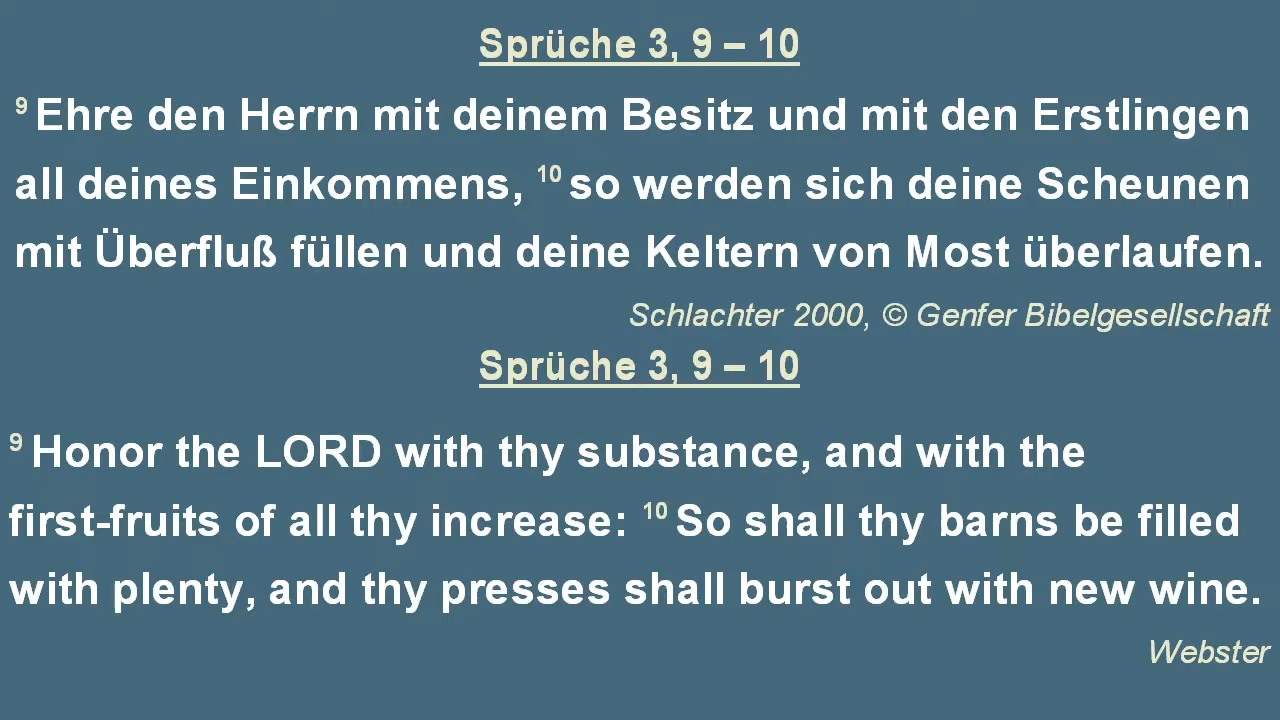 Sprüche 3, 9 – 10
9 Ehre den Herrn mit deinem Besitz und mit den Erstlingen
all deines Einkommens, 10 so werden sich deine Scheunen
mit Überfluß füllen und deine Keltern von Most überlaufen.
Schlachter 2000, © Genfer Bibelgesellschaft
Sprüche 3, 9 – 10
9 Honor the LORD with thy substance, and with the
first-fruits of all thy increase: 10 So shall thy barns be filled
with plenty, and thy presses shall burst out with new wine.
Webster